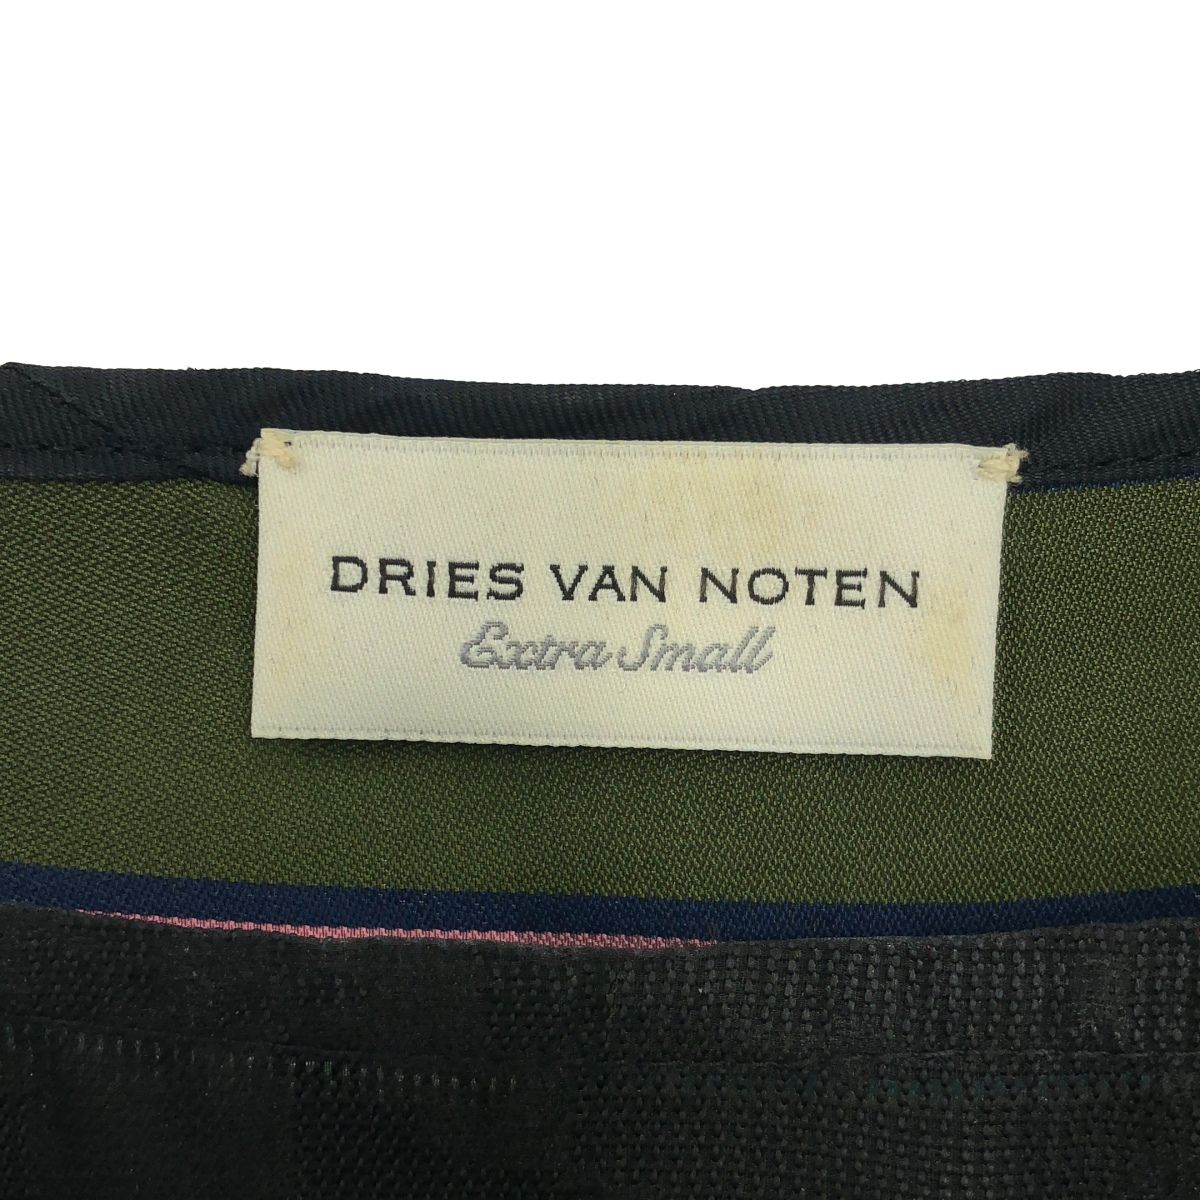 DRIES VAN NOTEN
Extra Small